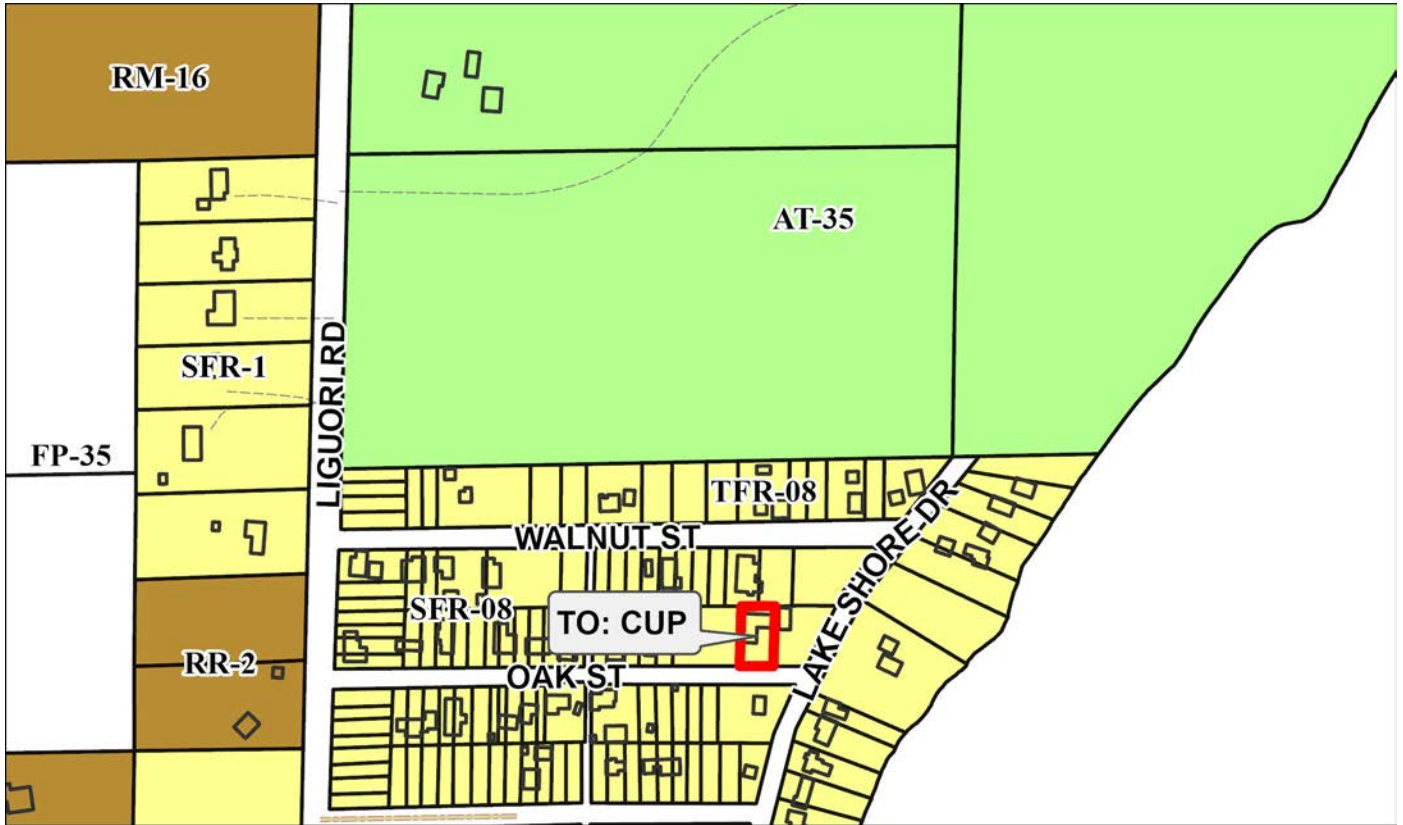 RM-16
AT-35
SFR-1
LIGUORI RD
FP-35
TFR-08
WALNUT ST
LAKE SHORE DR
SFR-08
TO: CUP
RR-2
OAK ST